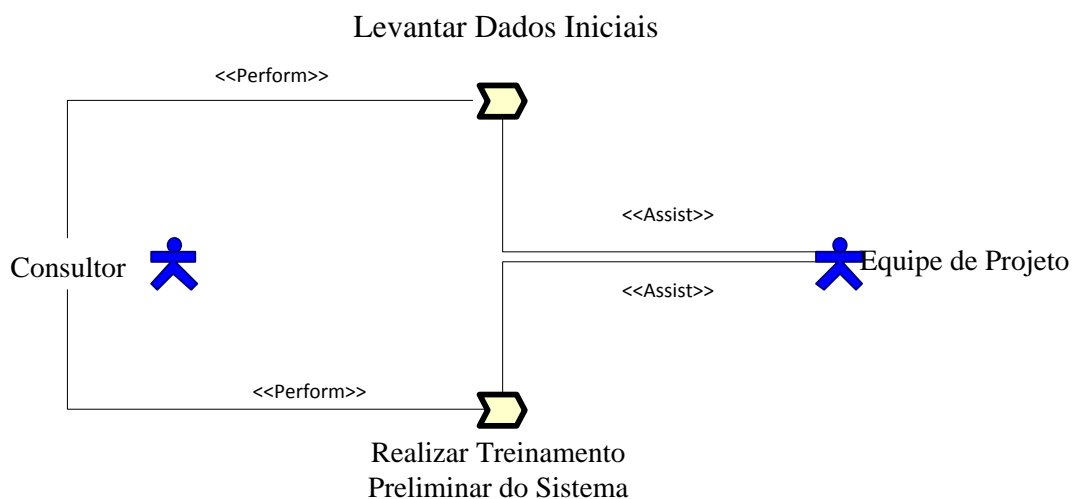 Levantar Dados Iniciais
<<Perform>>
<<Assist>>
Consultor
Equipe de Projeto
<<Assist>>
<<Perform>>
Realizar Treinamento
Preliminar do Sistema